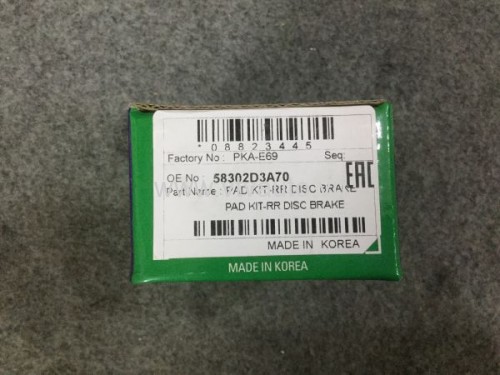 *08823445
Factory No : PKA-E69 Seq:
OE No : 58302D3A70
Part Name : PAD KIT-RR DISC BRAKE
PAD KIT-RR DISC BRAKE
EAC
MADE IN KOREA
MADE IN KOREA